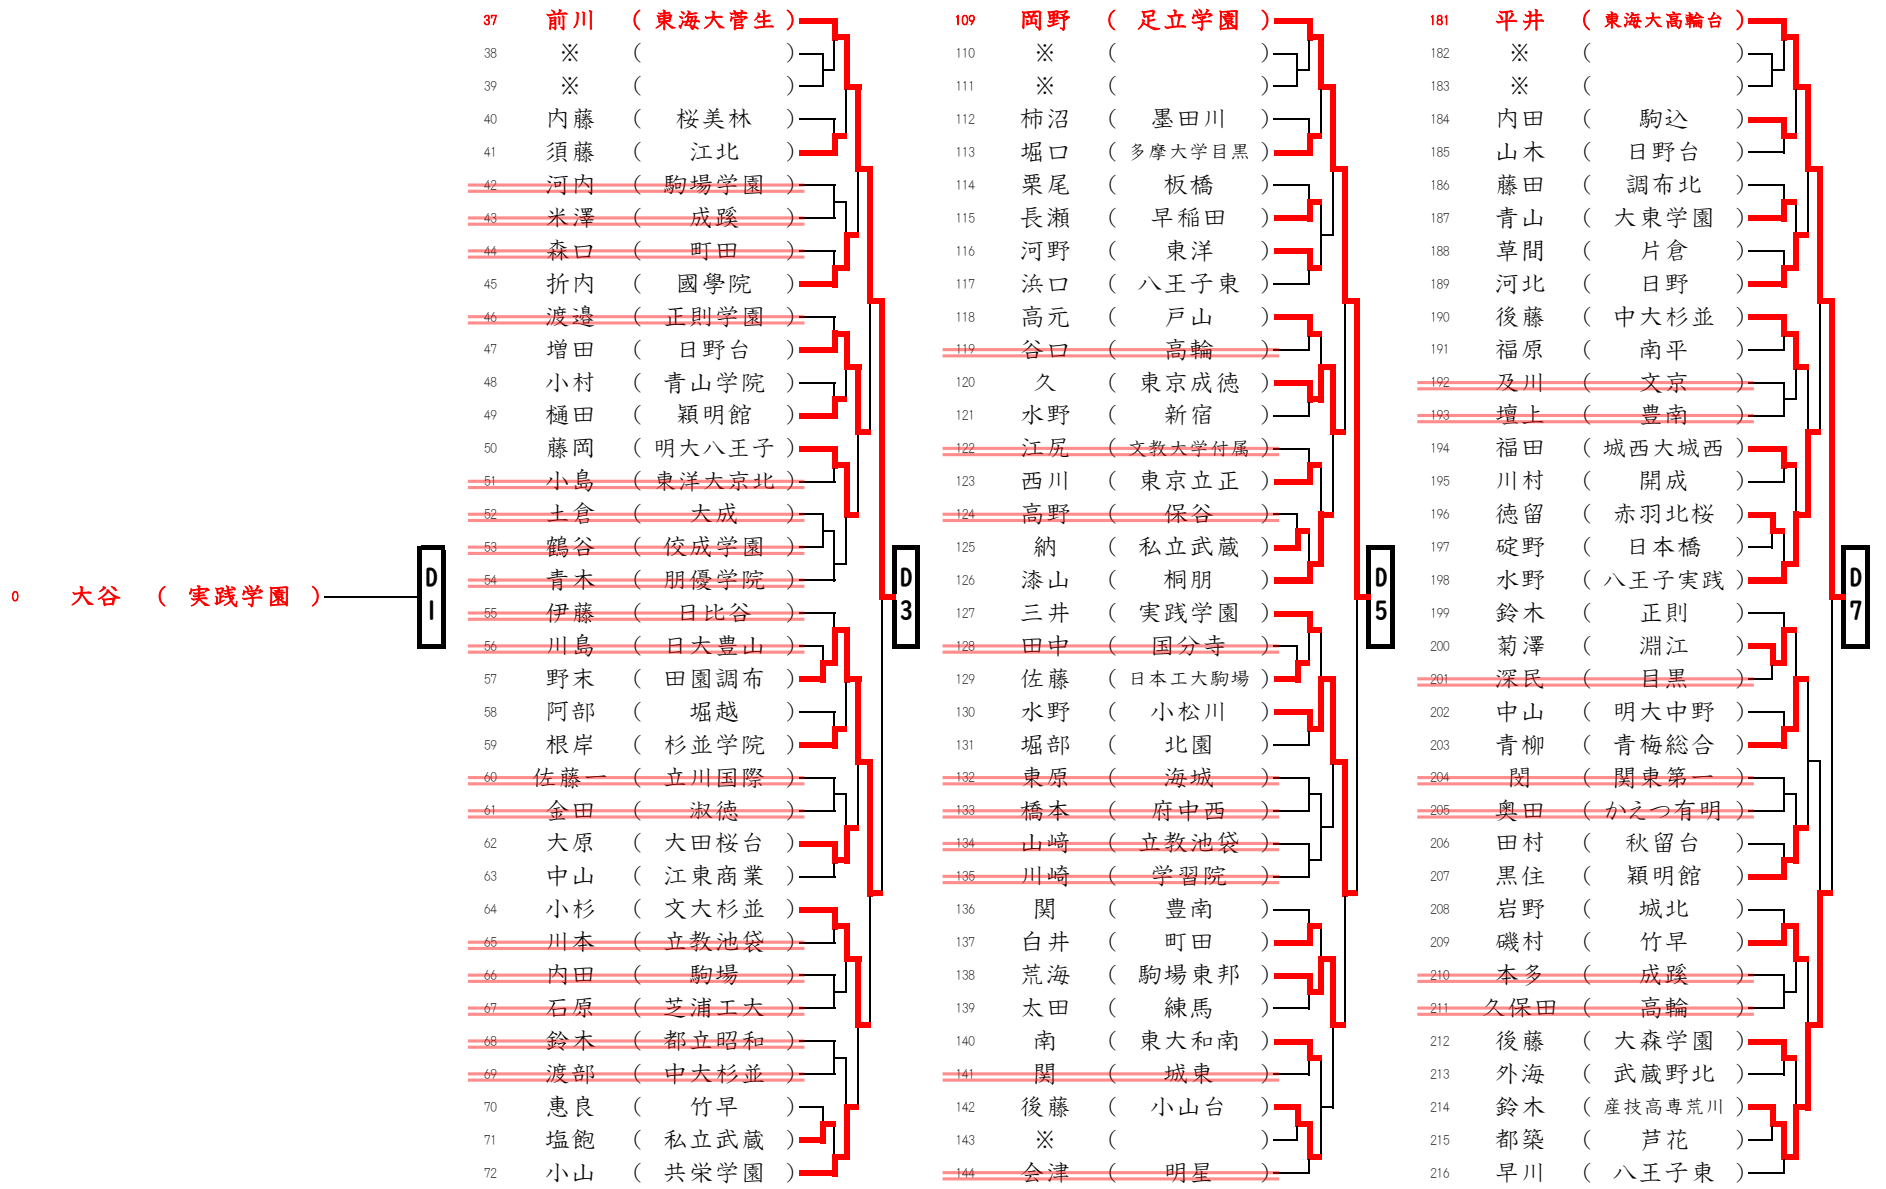 0 大谷 ( 実践学園 )
D1
37 前川 ( 東海大菅生 )
38 ※ ( )
39 ※ ( )
40 内藤 ( 桜美林 )
41 須藤 ( 江北 )
42 河内 ( 駒場学園 )
43 米澤 ( 成蹊 )
44 森口 ( 町田 )
45 折内 ( 國學院 )
46 渡邉 ( 正則学園 )
47 増田 ( 日野台 )
48 小村 ( 青山学院 )
49 樋田 ( 穎明館 )
50 藤岡 ( 明大八王子 )
51 小島 ( 東洋大京北 )
52 土倉 ( 大成 )
53 鶴谷 ( 佼成学園 )
54 青木 ( 朋優学院 )
55 伊藤 ( 日比谷 )
56 川島 ( 日大豊山 )
57 野末 ( 田園調布 )
58 阿部 ( 堀越 )
59 根岸 ( 杉並学院 )
60 佐藤一 ( 立川国際 )
61 金田 ( 淑徳 )
62 大原 ( 大田桜台 )
63 中山 ( 江東商業 )
64 小杉 ( 文大杉並 )
65 川本 ( 立教池袋 )
66 内田 ( 駒場 )
67 石原 ( 芝浦工大 )
68 鈴木 ( 都立昭和 )
69 渡部 ( 中大杉並 )
70 惠良 ( 竹早 )
71 塩飽 ( 私立武蔵 )
72 小山 ( 共栄学園 )
D3
109 岡野 ( 足立学園 )
110 ※ ( )
111 ※ ( )
112 柿沼 ( 墨田川 )
113 堀口 ( 多摩大学目黒 )
114 栗尾 ( 板橋 )
115 長瀬 ( 早稲田 )
116 河野 ( 東洋 )
117 浜口 ( 八王子東 )
118 高元 ( 戸山 )
119 谷口 ( 高輪 )
120 久 ( 東京成徳 )
121 水野 ( 新宿 )
122 江尻 ( 文教大学付属 )
123 西川 ( 東京立正 )
124 高野 ( 保谷 )
125 納 ( 私立武蔵 )
126 漆山 ( 桐朋 )
127 三井 ( 実践学園 )
128 田中 ( 国分寺 )
129 佐藤 ( 日本工大駒場 )
130 水野 ( 小松川 )
131 堀部 ( 北園 )
132 東原 ( 海城 )
133 橋本 ( 府中西 )
134 山﨑 ( 立教池袋 )
135 川崎 ( 学習院 )
136 関 ( 豊南 )
137 白井 ( 町田 )
138 荒海 ( 駒場東邦 )
139 太田 ( 練馬 )
140 南 ( 東大和南 )
141 関 ( 城東 )
142 後藤 ( 小山台 )
143 ※ ( )
144 会津 ( 明星 )
D5
181 平井 ( 東海大高輪台 )
182 ※ ( )
183 ※ ( )
184 内田 ( 駒込 )
185 山木 ( 日野台 )
186 藤田 ( 調布北 )
187 青山 ( 大東学園 )
188 草間 ( 片倉 )
189 河北 ( 日野 )
190 後藤 ( 中大杉並 )
191 福原 ( 南平 )
192 及川 ( 文京 )
193 壇上 ( 豊南 )
194 福田 ( 城西大城西 )
195 川村 ( 開成 )
196 徳留 ( 赤羽北桜 )
197 碇野 ( 日本橋 )
198 水野 ( 八王子実践 )
199 鈴木 ( 正則 )
200 菊澤 ( 淵江 )
201 深民 ( 目黒 )
202 中山 ( 明大中野 )
203 青柳 ( 青梅総合 )
204 ( 関東第一 )
205 奥田 ( かえつ有明 )
206 田村 ( 秋留台 )
207 黒住 ( 穎明館 )
208 岩野 ( 城北 )
209 磯村 ( 竹早 )
210 本多 ( 成蹊 )
211 久保田 ( 高輪 )
212 後藤 ( 大森学園 )
213 外海 ( 武蔵野北 )
214 鈴木 ( 産技高専荒川 )
215 都築 ( 芦花 )
216 早川 ( 八王子東 )
D7